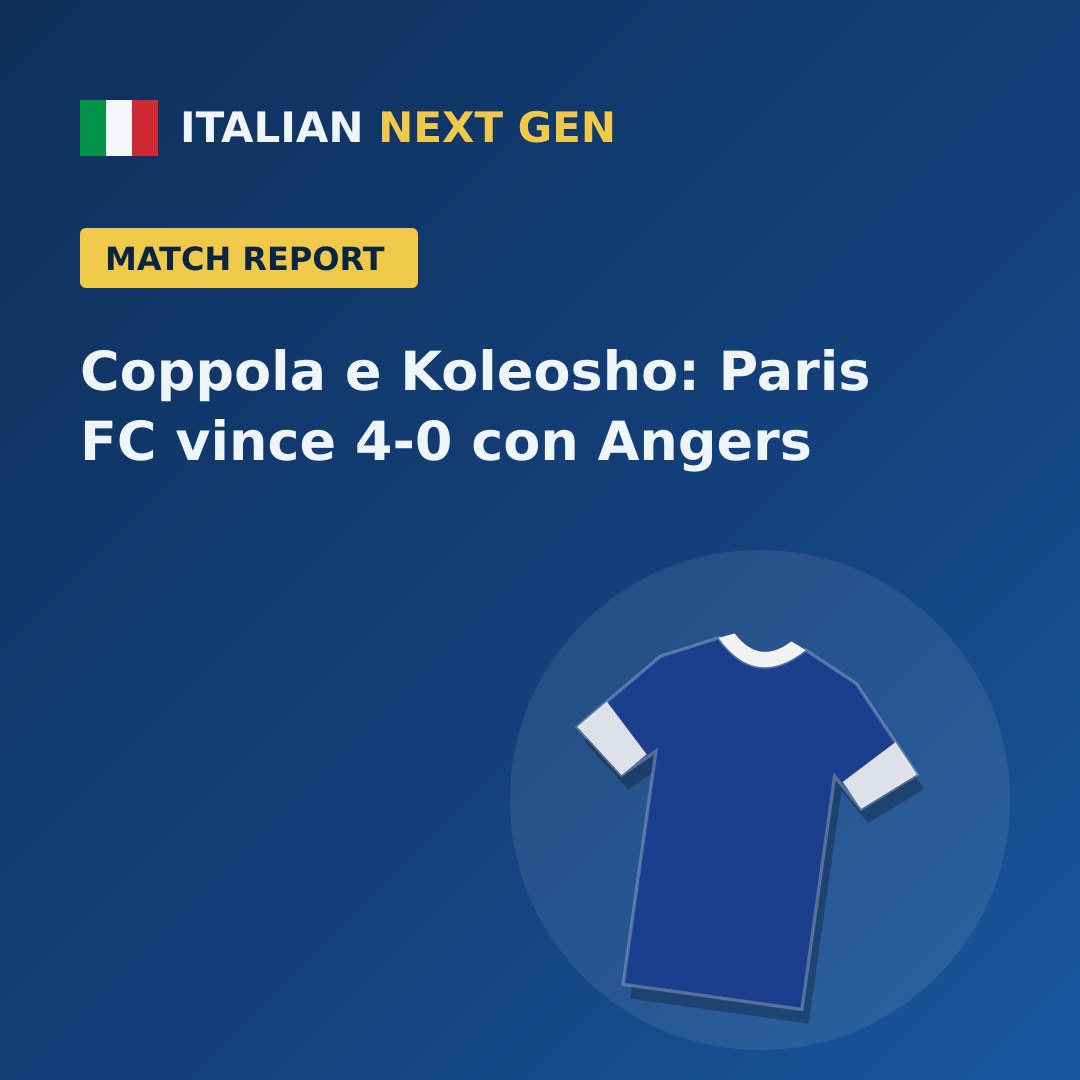 ITALIAN NEXT GEN
MATCH REPORT
Coppola e Koleosho: Paris
FC vince 4-0 con Angers